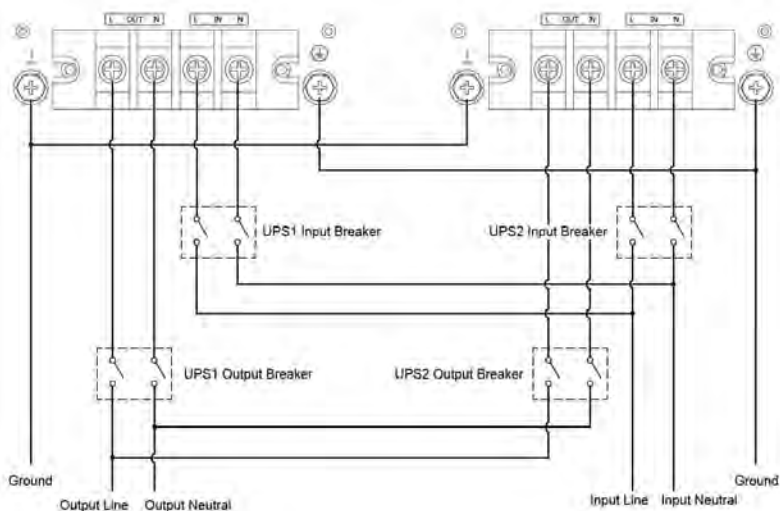 L OUT N L IN N
L OUT N L IN N
UPS1 Input Breaker
UPS2 Input Breaker
UPS1 Output Breaker
UPS2 Output Breaker
Ground
Output Line
Output Neutral
Input Line
Input Neutral
Ground